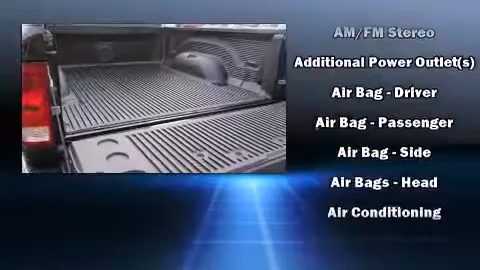 AM/FM Stereo
Additional Power Outlet(s)
Air Bag - Driver
Air Bag - Passenger
Air Bag - Side
Air Bags - Head
Air Conditioning